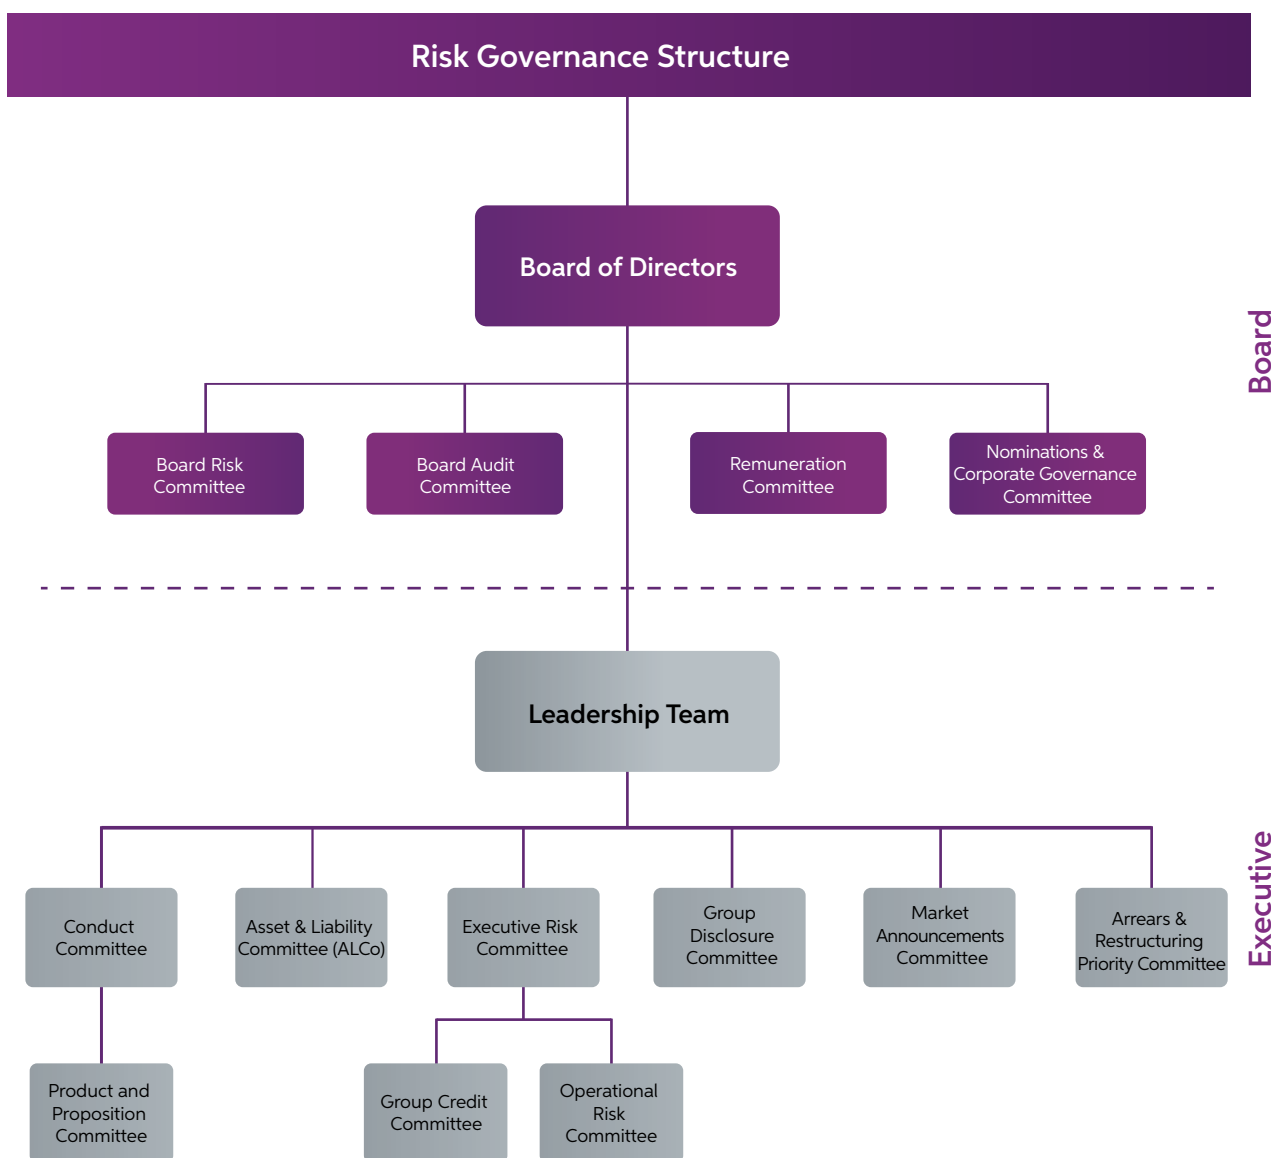 Risk Governance Structure
Board of Directors
Board
Board Risk
Committee
Board Audit
Committee
Remuneration
Committee
Nominations &
Corporate Governance
Committee
Leadership Team
Executive
Conduct
Committee
Asset & Liability
Committee (ALCo)
Executive Risk
Committee
Group
Disclosure
Committee
Market
Announcements
Committee
Arrears &
Restructuring
Priority Committee
Product and
Proposition
Committee
Group Credit
Committee
Operational
Risk
Committee